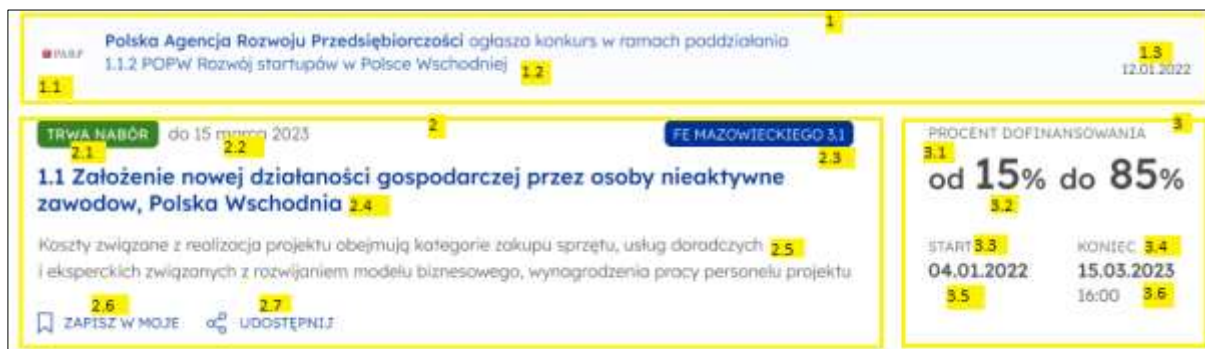 1
Polska Agencja Rozwoju Przedsiębiorczości ogłasza konkurs w ramach poddziałania
PARP
1.1.2 POPW Rozwój startupów w Polsce Wschodniej 1.2
1.3
12.01.2022
1.1
TRWA NABÓR do 15 marca 2023 2 FE MAZOWIECKIEGO 3.1
2.1 2.2 2.3
1.1 Założenie nowej działaności gospodarczej przez osoby nieaktywne
zawodow, Polska Wschodnia 2.4
Koszty związane z realizacja projektu obejmują kategorie zakupu sprzętu, usług doradczych 2.5
i eksperckich związanych z rozwijaniem modelu biznesowego, wynagrodzenia pracy personelu projektu
2.6 2.7
ZAPISZ W MOJE UDOSTĘPNIJ
PROCENT DOFINANSOWANIA 3
3.1
od 15% do 85%
3.2
START 3.3 KONIEC 3.4
04.01.2022 15.03.2023
3.5 16:00 3.6